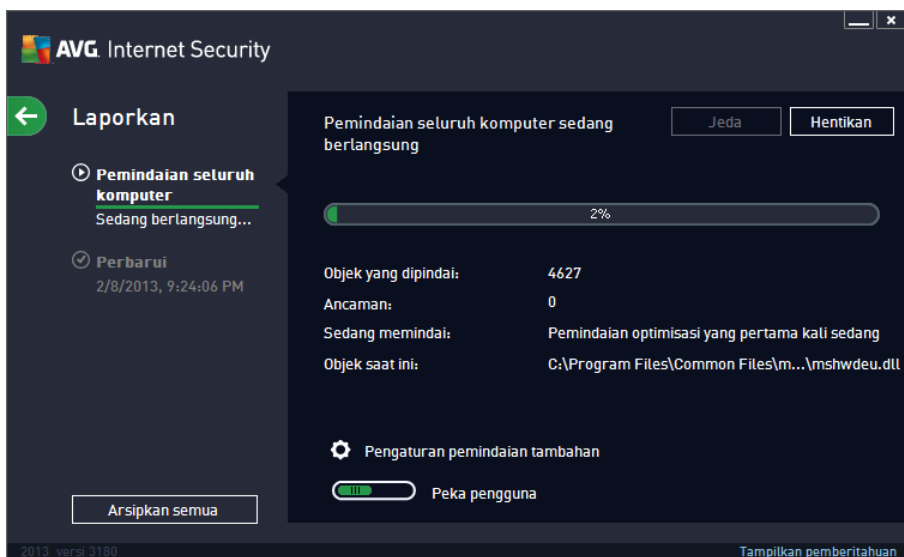 AVG. Internet Security
Laporkan
Pemindaian seluruh
komputer
Sedang berlangsung...
Perbarui
2/8/2013, 9:24:06 PM
Arsipkan semua
Pemindaian seluruh komputer sedang
berlangsung
Jeda
Hentikan
2%
Objek yang dipindai: 4627
Ancaman: 0
Sedang memindai: Pemindaian optimisasi yang pertama kali sedang
Objek saat ini: C:\Program Files\Common Files\m...\mshwdeu.dll
Pengaturan pemindaian tambahan
Peka pengguna
2013 versi 3180
Tampilkan pemberitahuan